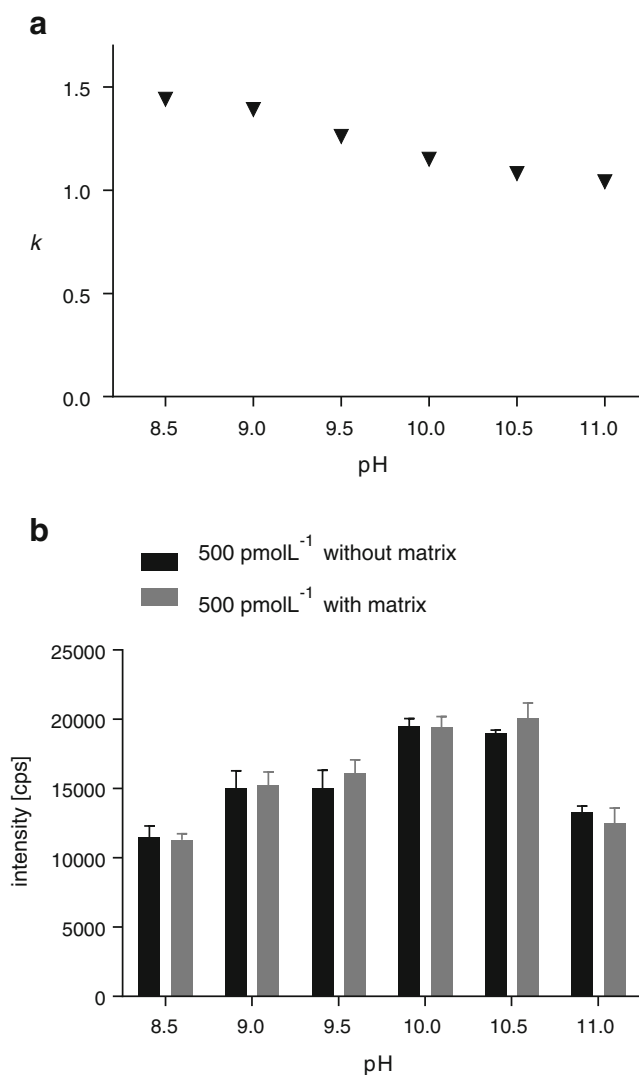 a
1.5
1.0
k
0.5
0.0
8.5 9.0 9.5 10.0 10.5 11.0
pH
b
500 pmolL⁻¹ without matrix
500 pmolL⁻¹ with matrix
25000
20000
15000
intensity [cps]
10000
5000
0
8.5 9.0 9.5 10.0 10.5 11.0
pH